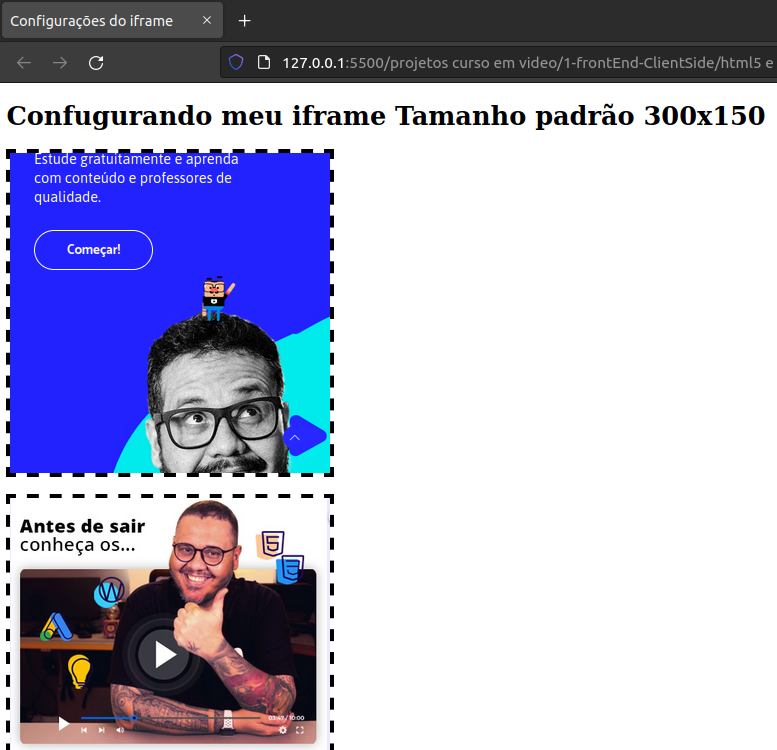 Configurações do iframe
127.0.0.1:5500/projetos curso em video/1-frontEnd-ClientSide/html5 e
Confugurando meu iframe Tamanho padrão 300x150
Estude gratuitamente e aprenda
com conteúdo e professores de
qualidade.
Começar!
Antes de sair
conheça os...
5
W
03:47 / 10:00